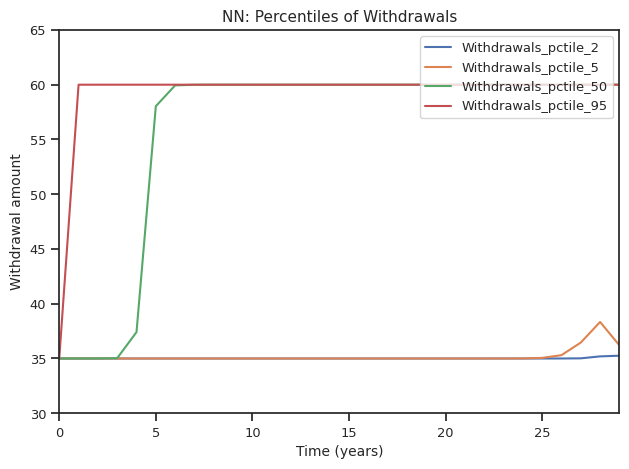 NN: Percentiles of Withdrawals
Withdrawal amount
65
60
55
50
45
40
35
30
Withdrawals_pctile_2
Withdrawals_pctile_5
Withdrawals_pctile_50
Withdrawals_pctile_95
0
5
10
15
20
25
Time (years)